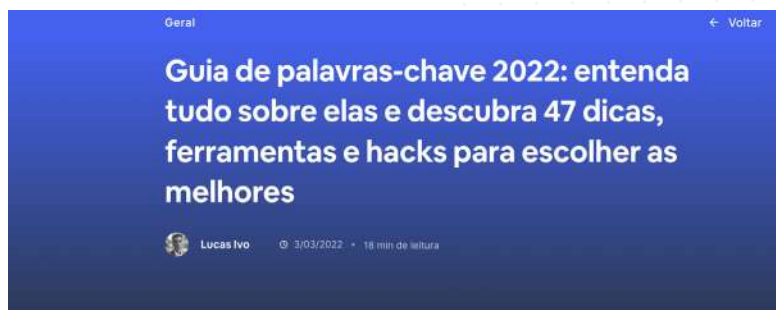 Geral
← Voltar
Guia de palavras-chave 2022: entenda
tudo sobre elas e descubra 47 dicas,
ferramentas e hacks para escolher as
melhores
Lucas Ivo 3/03/2022 • 18 min de leitura